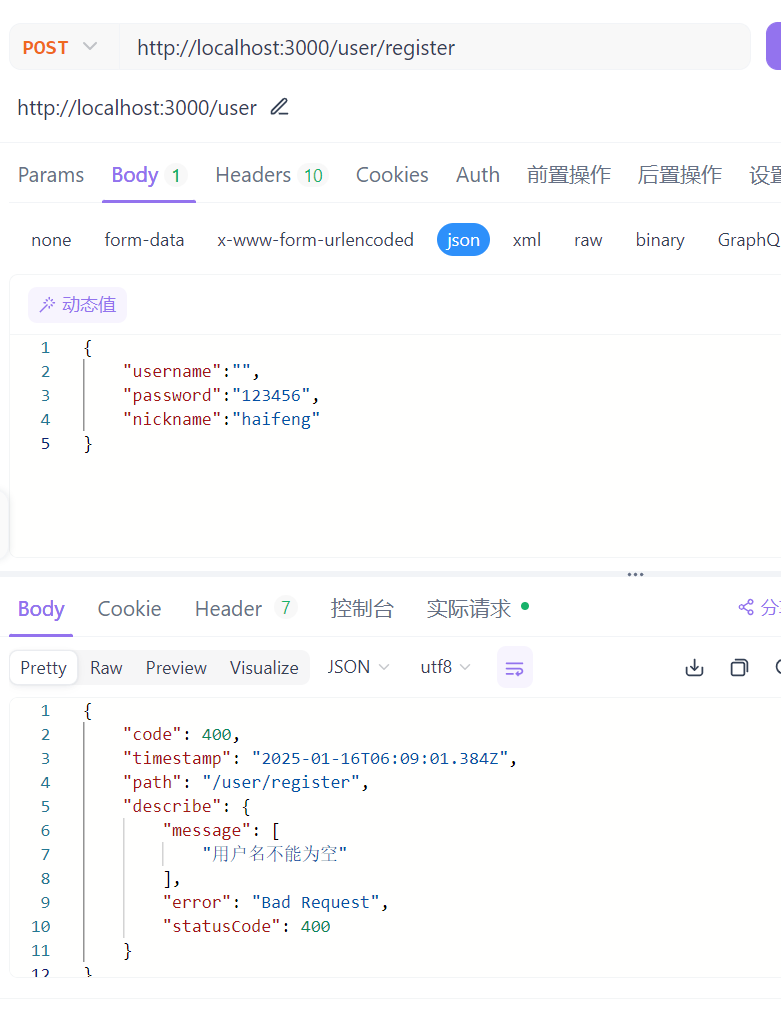 POST http://localhost:3000/user/register
http://localhost:3000/user
Params Body 1 Headers 10 Cookies Auth 前置操作 后置操作 设置
none form-data x-www-form-urlencoded json xml raw binary GraphQ
动态值
1 {
2 "username":"",
3 "password":"123456",
4 "nickname":"haifeng"
5 }
Body Cookie Header 7 控制台 实际请求
Pretty Raw Preview Visualize JSON utf8
1 {
2 "code": 400,
3 "timestamp": "2025-01-16T06:09:01.384Z",
4 "path": "/user/register",
5 "describe": {
6 "message": [
7 "用户名不能为空"
8 ],
9 "error": "Bad Request",
10 "statusCode": 400
11 }
12 }